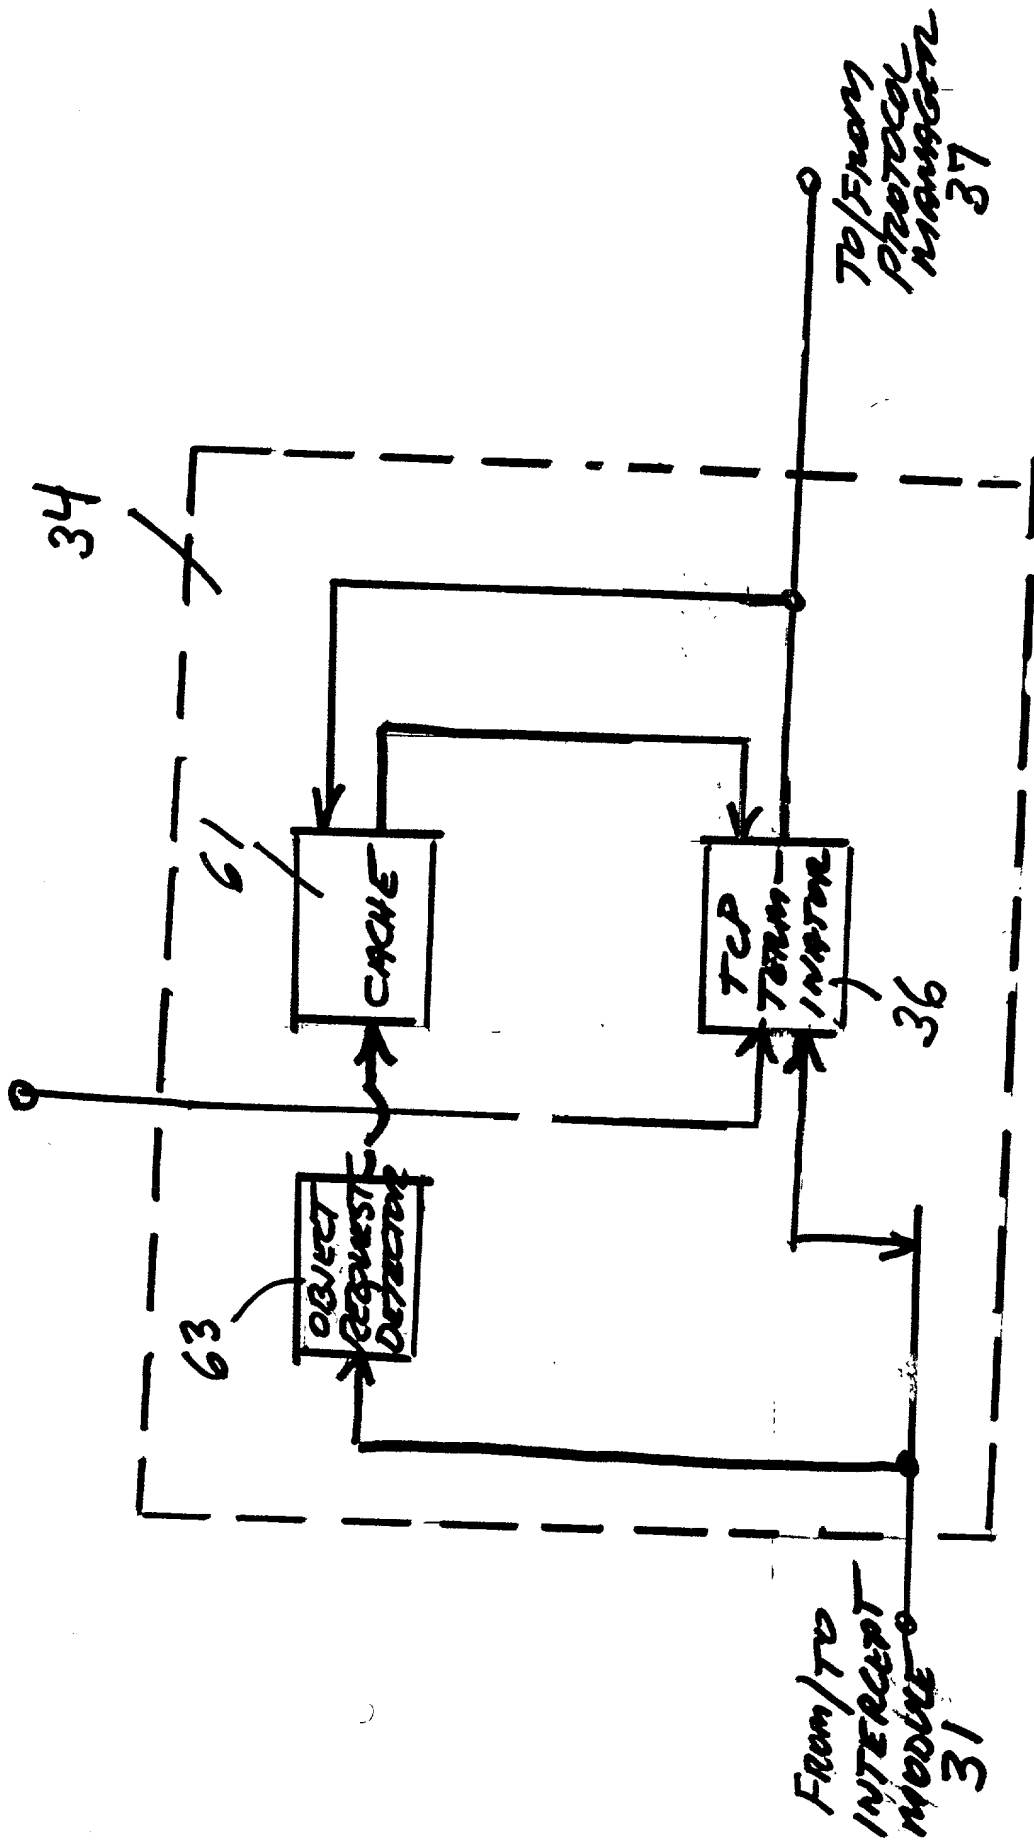 34
63
OBJECT
REQUEST
DETECTOR
61
CACHE
TCP
TERM-
INATOR
36
FROM/TO
INTERCEPT
MODULE
31
TO/FROM
PROTOCOL
MANAGER
37